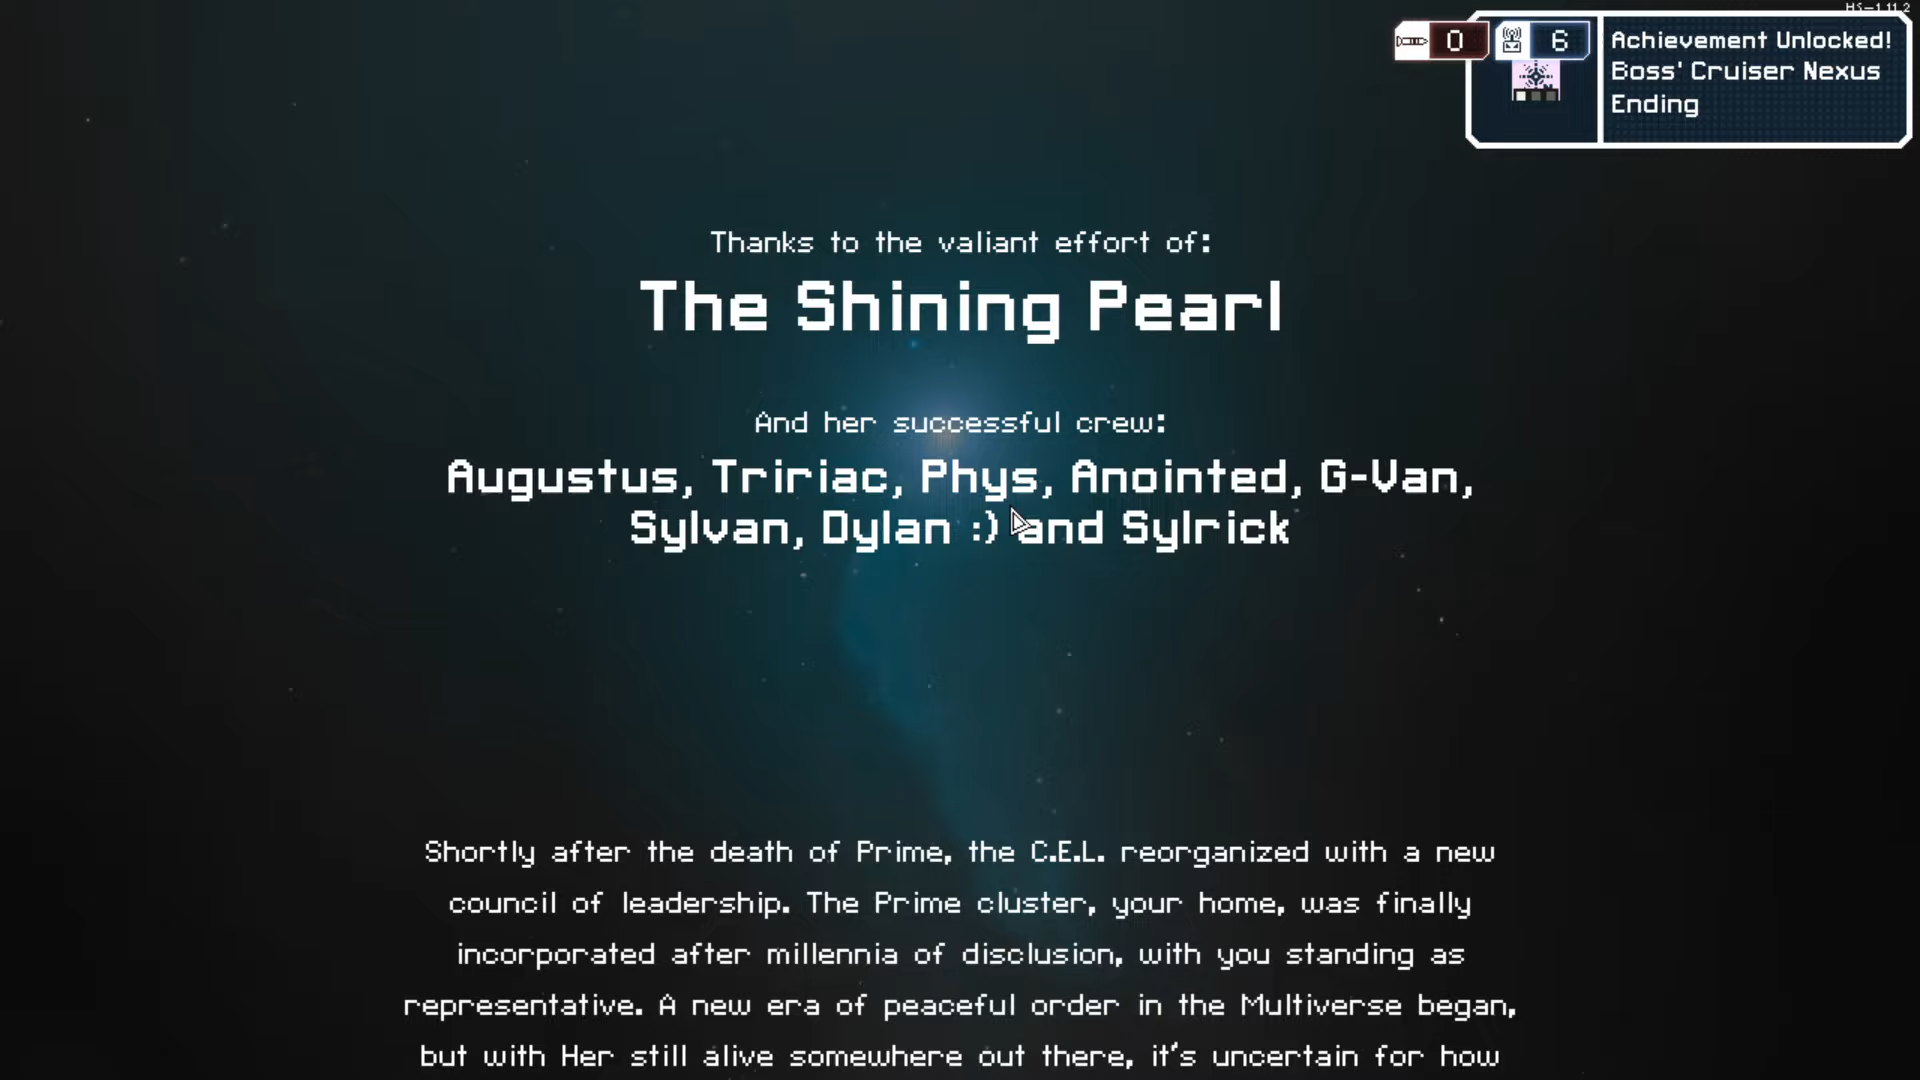 HS-1.11.2
0
6
Achievement Unlocked!
Boss' Cruiser Nexus
Ending
Thanks to the valiant effort of:
The Shining Pearl
And her successful crew:
Augustus, Tririac, Phys, Anointed, G-Van,
Sylvan, Dylan :) and Sylrick
Shortly after the death of Prime, the C.E.L. reorganized with a new
council of leadership. The Prime cluster, your home, was finally
incorporated after millennia of disclusion, with you standing as
representative. A new era of peaceful order in the Multiverse began,
but with Her still alive somewhere out there, it's uncertain for how